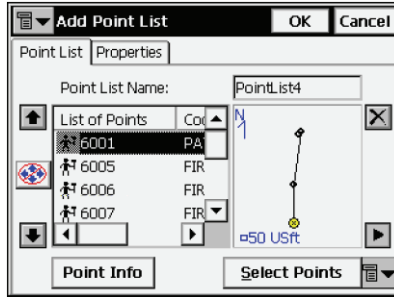 Add Point List OK Cancel
Point List Properties
Point List Name: PointList4
List of Points Co
6001 PA
6005 FIR
6006 FIR
6007 FIR
N
50 USft
Point Info Select Points